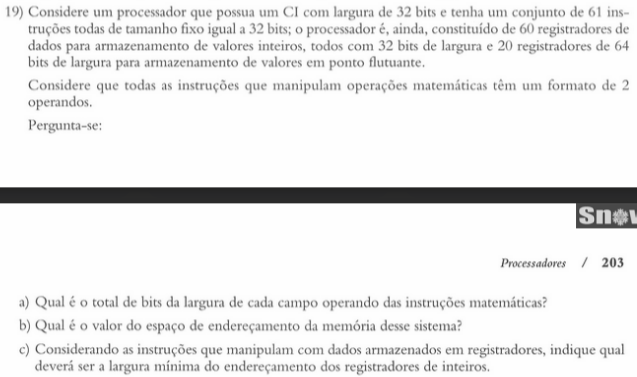 19) Considere um processador que possua um CI com largura de 32 bits e tenha um conjunto de 61 ins-
truções todas de tamanho fixo igual a 32 bits; o processador é, ainda, constituído de 60 registradores de
dados para armazenamento de valores inteiros, todos com 32 bits de largura e 20 registradores de 64
bits de largura para armazenamento de valores em ponto flutuante.
Considere que todas as instruções que manipulam operações matemáticas têm um formato de 2
operandos.
Pergunta-se:
Processadores / 203
a) Qual é o total de bits da largura de cada campo operando das instruções matemáticas?
b) Qual é o valor do espaço de endereçamento da memória desse sistema?
c) Considerando as instruções que manipulam com dados armazenados em registradores, indique qual
deverá ser a largura mínima do endereçamento dos registradores de inteiros.